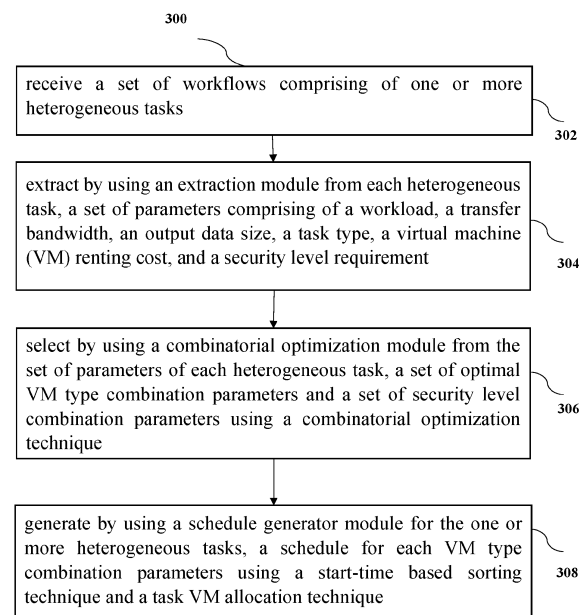 300
receive a set of workflows comprising of one or more
heterogeneous tasks
302
extract by using an extraction module from each heterogeneous
task, a set of parameters comprising of a workload, a transfer
bandwidth, an output data size, a task type, a virtual machine
(VM) renting cost, and a security level requirement
304
select by using a combinatorial optimization module from the
set of parameters of each heterogeneous task, a set of optimal
VM type combination parameters and a set of security level
combination parameters using a combinatorial optimization
technique
306
generate by using a schedule generator module for the one or
more heterogeneous tasks, a schedule for each VM type
combination parameters using a start-time based sorting
technique and a task VM allocation technique
308